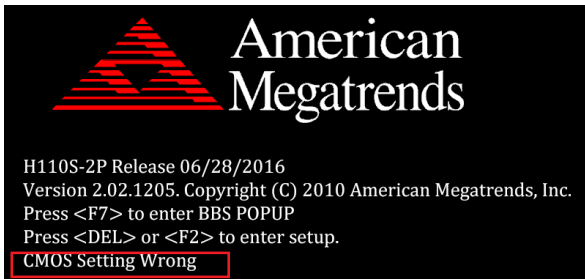 American
Megatrends
H110S-2P Release 06/28/2016
Version 2.02.1205. Copyright (C) 2010 American Megatrends, Inc.
Press <F7> to enter BBS POPUP
Press <DEL> or <F2> to enter setup.
CMOS Setting Wrong